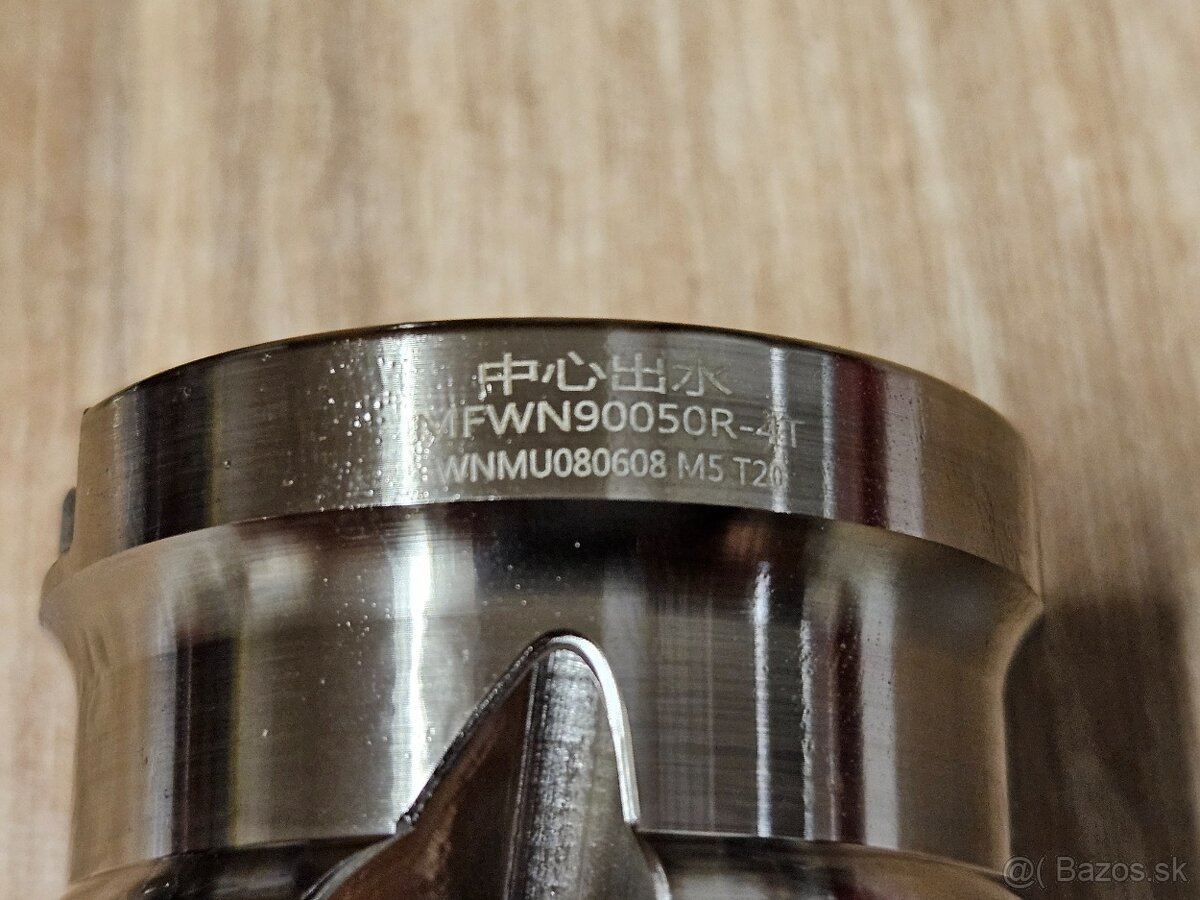 中心出水
MFWN90050R-4T
WNMU080608 M5 T20
@( Bazos.sk